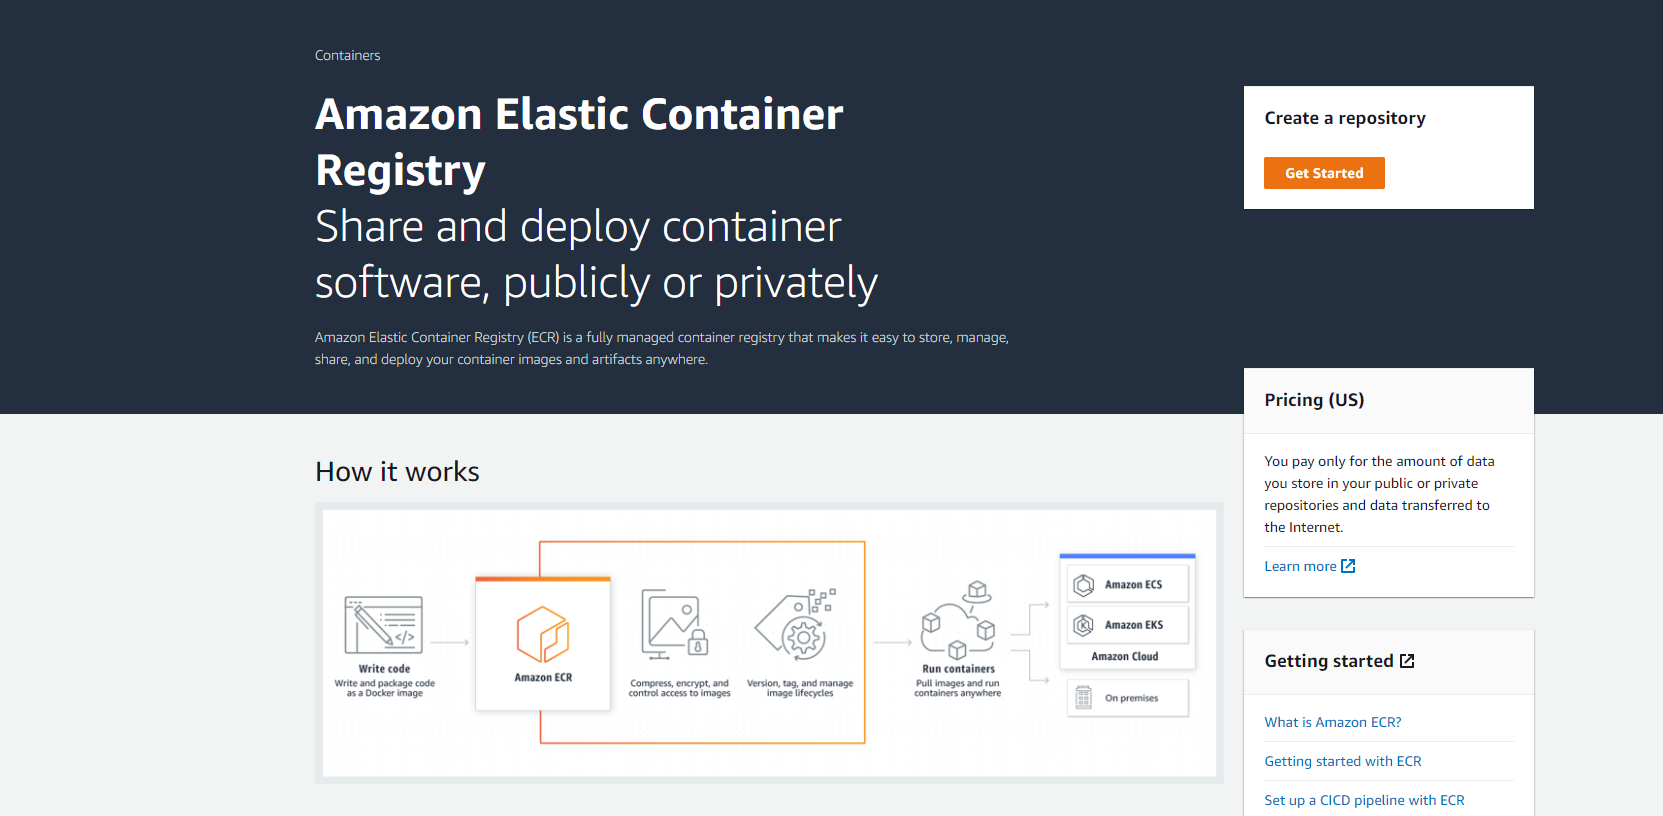 Containers
Amazon Elastic Container
Registry
Share and deploy container
software, publicly or privately
Amazon Elastic Container Registry (ECR) is a fully managed container registry that makes it easy to store, manage,
share, and deploy your container images and artifacts anywhere.
Create a repository
Get Started
Pricing (US)
You pay only for the amount of data
you store in your public or private
repositories and data transferred to
the Internet.
Learn more
Getting started
What is Amazon ECR?
Getting started with ECR
Set up a CICD pipeline with ECR
How it works
</>
Write code
Write and package code
as a Docker image
Amazon ECR
Compress, encrypt, and
control access to images
Version, tag, and manage
image lifecycles
Run containers
Pull images and run
containers anywhere
Amazon ECS
K
Amazon EKS
Amazon Cloud
On premises